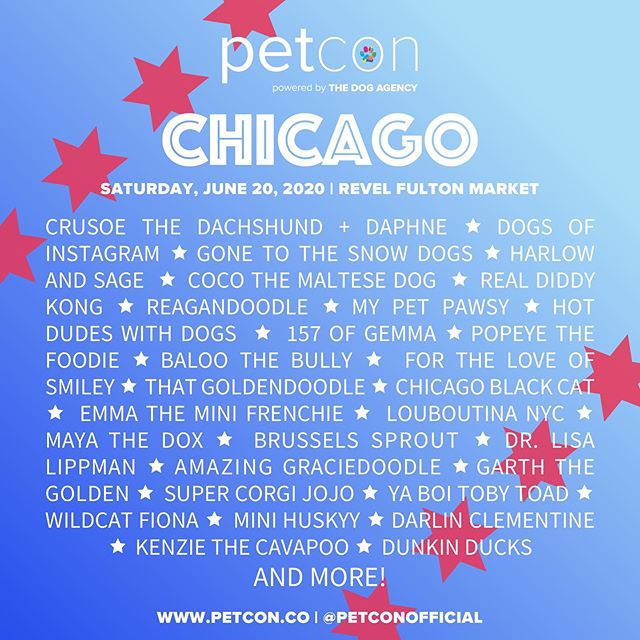 petcon
powered by THE DOG AGENCY
CHICAGO
SATURDAY, JUNE 20, 2020 | REVEL FULTON MARKET
CRUSOE THE DACHSHUND + DAPHNE ★ DOGS OF
INSTAGRAM ★ GONE TO THE SNOW DOGS ★ HARLOW
AND SAGE ★ COCO THE MALTESE DOG ★ REAL DIDDY
KONG ★ REAGANDOODLE ★ MY PET PAWSY ★ HOT
DUDES WITH DOGS ★ 157 OF GEMMA ★ POPEYE THE
FOODIE ★ BALOO THE BULLY ★ FOR THE LOVE OF
SMILEY ★ THAT GOLDENDOODLE ★ CHICAGO BLACK CAT
★ EMMA THE MINI FRENCHIE ★ LOUBOUTINA NYC ★
MAYA THE DOX ★ BRUSSELS SPROUT ★ DR. LISA
LIPPMAN ★ AMAZING GRACIEDOODLE ★ GARTH THE
GOLDEN ★ SUPER CORGI JOJO ★ YA BOI TOBY TOAD ★
WILDCAT FIONA ★ MINI HUSKYY ★ DARLIN CLEMENTINE
★ KENZIE THE CAVAPOO ★ DUNKIN DUCKS
AND MORE!
WWW.PETCON.CO | @PETCONOFFICIAL